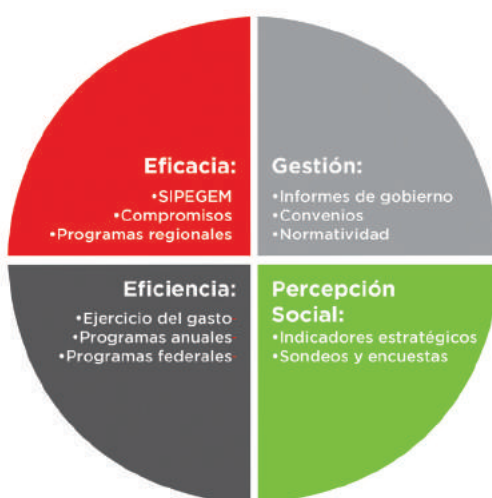 Eficacia:
•SIPEGEM
•Compromisos
•Programas regionales
Gestión:
•Informes de gobierno
•Convenios
•Normatividad
Eficiencia:
•Ejercicio del gasto
•Programas anuales
•Programas federales
Percepción
Social:
•Indicadores estratégicos
•Sondeos y encuestas